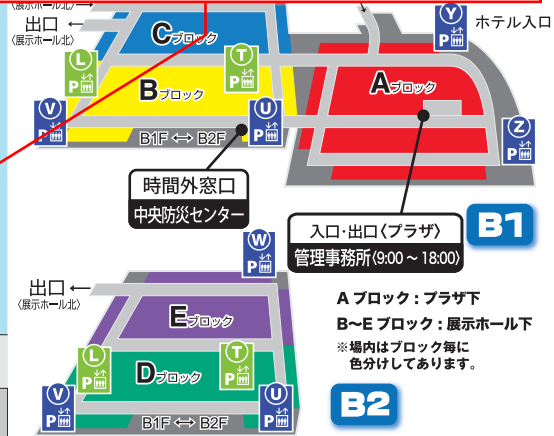 (展示ホール北)
出口 ←
〈展示ホール北〉
Cブロック
Y
P
ホテル入口
L
P
T
P
Aブロック
Bブロック
V
P
U
P
Z
P
B1F ⇔ B2F
時間外窓口
中央防災センター
入口・出口〈プラザ〉
管理事務所(9:00 ~ 18:00)
B1
W
P
出口 ←
〈展示ホール北〉
Eブロック
A ブロック : プラザ下
B~E ブロック : 展示ホール下
※場内はブロック毎に
色分けしてあります。
L
P
Dブロック
T
P
V
P
U
P
B1F ⇔ B2F
B2